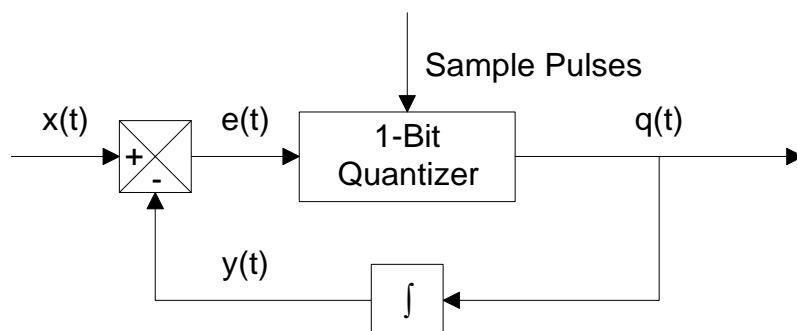 Sample Pulses
x(t)
e(t)
1-Bit
Quantizer
q(t)
+
-
y(t)
∫